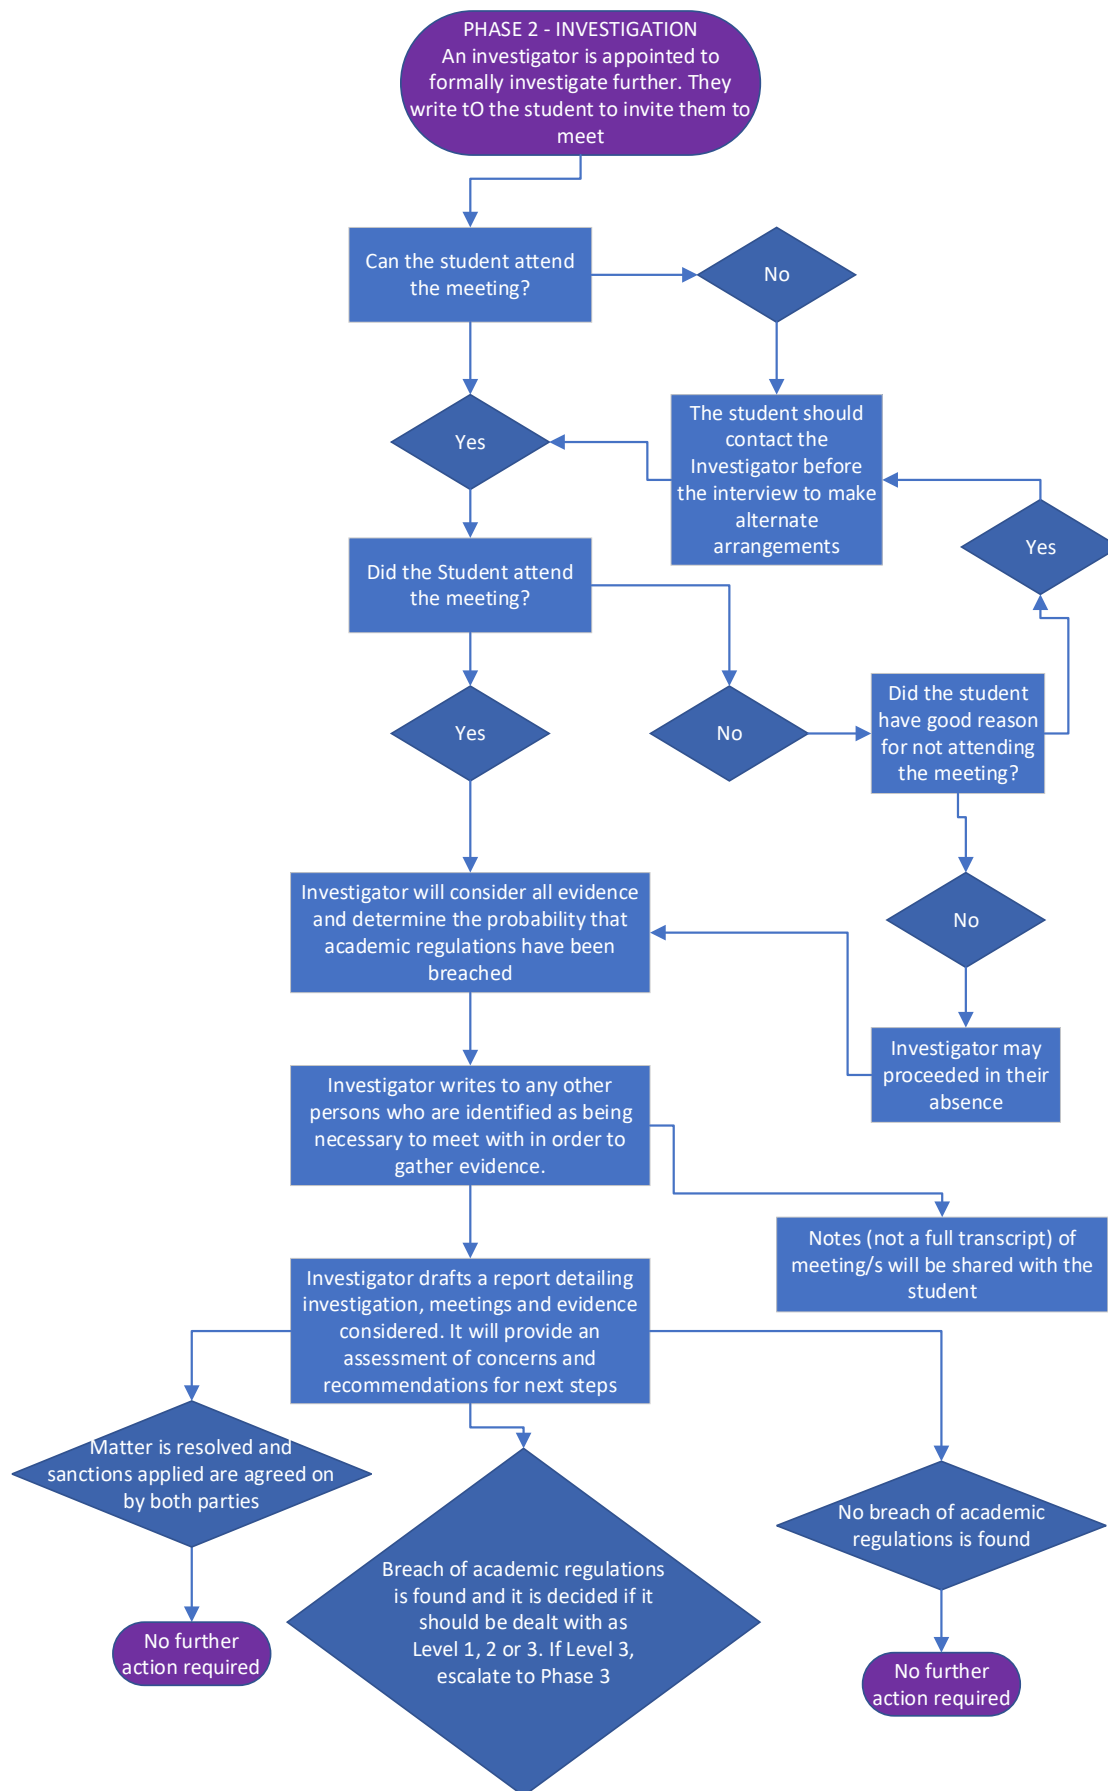 PHASE 2 - INVESTIGATION
An investigator is appointed to
formally investigate further. They
write tO the student to invite them to
meet
Can the student attend
the meeting?
No
Yes
The student should
contact the
Investigator before
the interview to make
alternate
arrangements
Yes
Did the Student attend
the meeting?
Yes
No
Did the student
have good reason
for not attending
the meeting?
No
Investigator will consider all evidence
and determine the probability that
academic regulations have been
breached
Investigator may
proceeded in their
absence
Investigator writes to any other
persons who are identified as being
necessary to meet with in order to
gather evidence.
Notes (not a full transcript) of
meeting/s will be shared with the
student
Investigator drafts a report detailing
investigation, meetings and evidence
considered. It will provide an
assessment of concerns and
recommendations for next steps
Matter is resolved and
sanctions applied are agreed on
by both parties
No breach of academic
regulations is found
Breach of academic regulations
is found and it is decided if it
should be dealt with as
Level 1, 2 or 3. If Level 3,
escalate to Phase 3
No further
action required
No further
action required